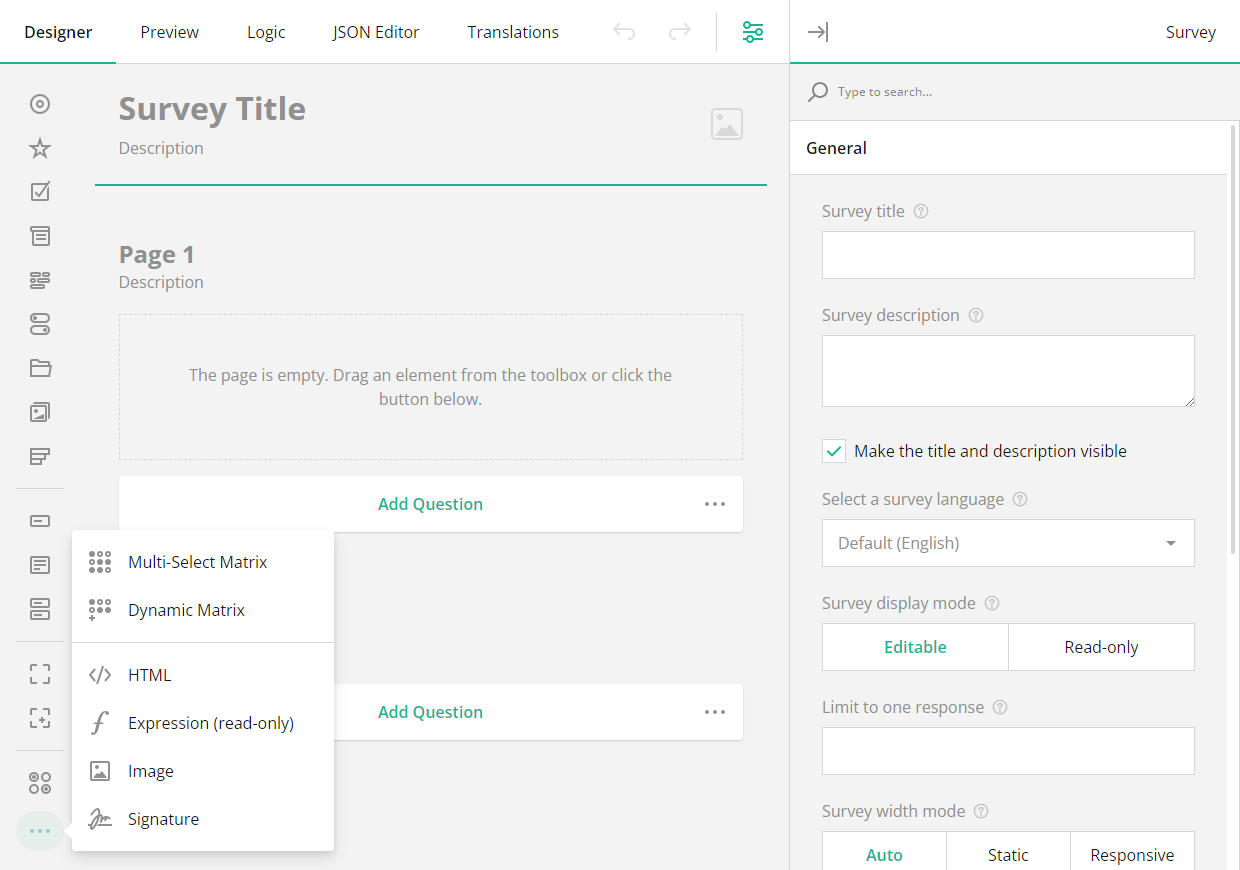 Designer
Preview
Logic
JSON Editor
Translations
Survey
Type to search...
Survey Title
Description
Page 1
Description
The page is empty. Drag an element from the toolbox or click the
button below.
Add Question
Multi-Select Matrix
Dynamic Matrix
HTML
Expression (read-only)
Image
Signature
Add Question
General
Survey title
Survey description
Make the title and description visible
Select a survey language
Default (English)
Survey display mode
Editable
Read-only
Limit to one response
Survey width mode
Auto
Static
Responsive